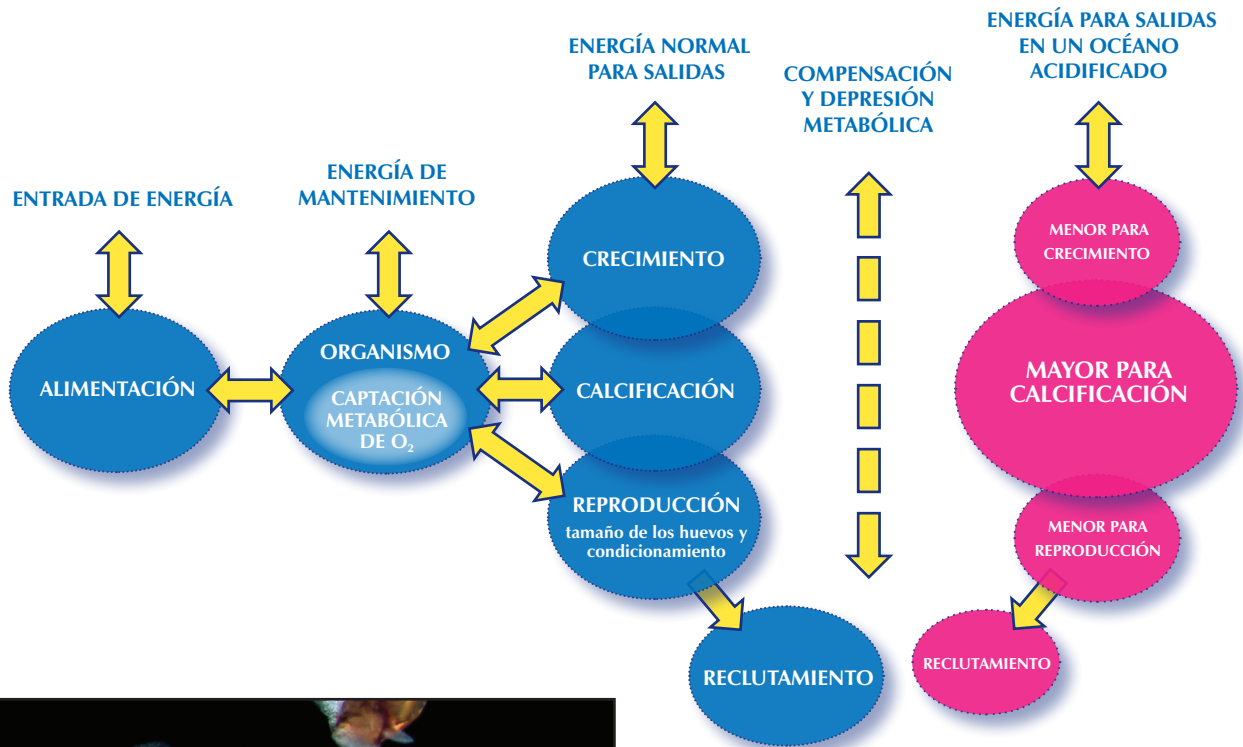 ENTRADA DE ENERGÍA
ENERGÍA DE
MANTENIMIENTO
ENERGÍA NORMAL
PARA SALIDAS
COMPENSACIÓN
Y DEPRESIÓN
METABÓLICA
ENERGÍA PARA SALIDAS
EN UN OCÉANO
ACIDIFICADO
ALIMENTACIÓN
ORGANISMO
CAPTACIÓN
METABÓLICA
DE O₂
CRECIMIENTO
CALCIFICACIÓN
REPRODUCCIÓN
tamaño de los huevos y
condicionamiento
RECLUTAMIENTO
MENOR PARA
CRECIMIENTO
MAYOR PARA
CALCIFICACIÓN
MENOR PARA
REPRODUCCIÓN
RECLUTAMIENTO